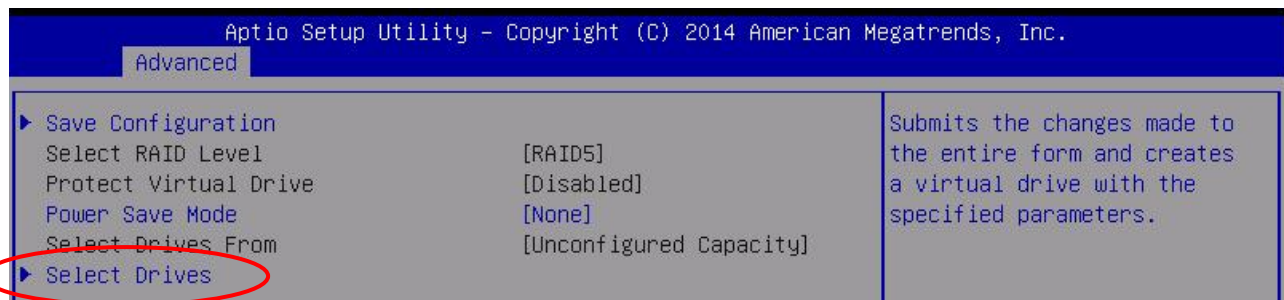 Aptio Setup Utility – Copyright (C) 2014 American Megatrends, Inc.
Advanced
Save Configuration
Select RAID Level [RAID5]
Protect Virtual Drive [Disabled]
Power Save Mode [None]
Select Drives From [Unconfigured Capacity]
Select Drives
Submits the changes made to
the entire form and creates
a virtual drive with the
specified parameters.